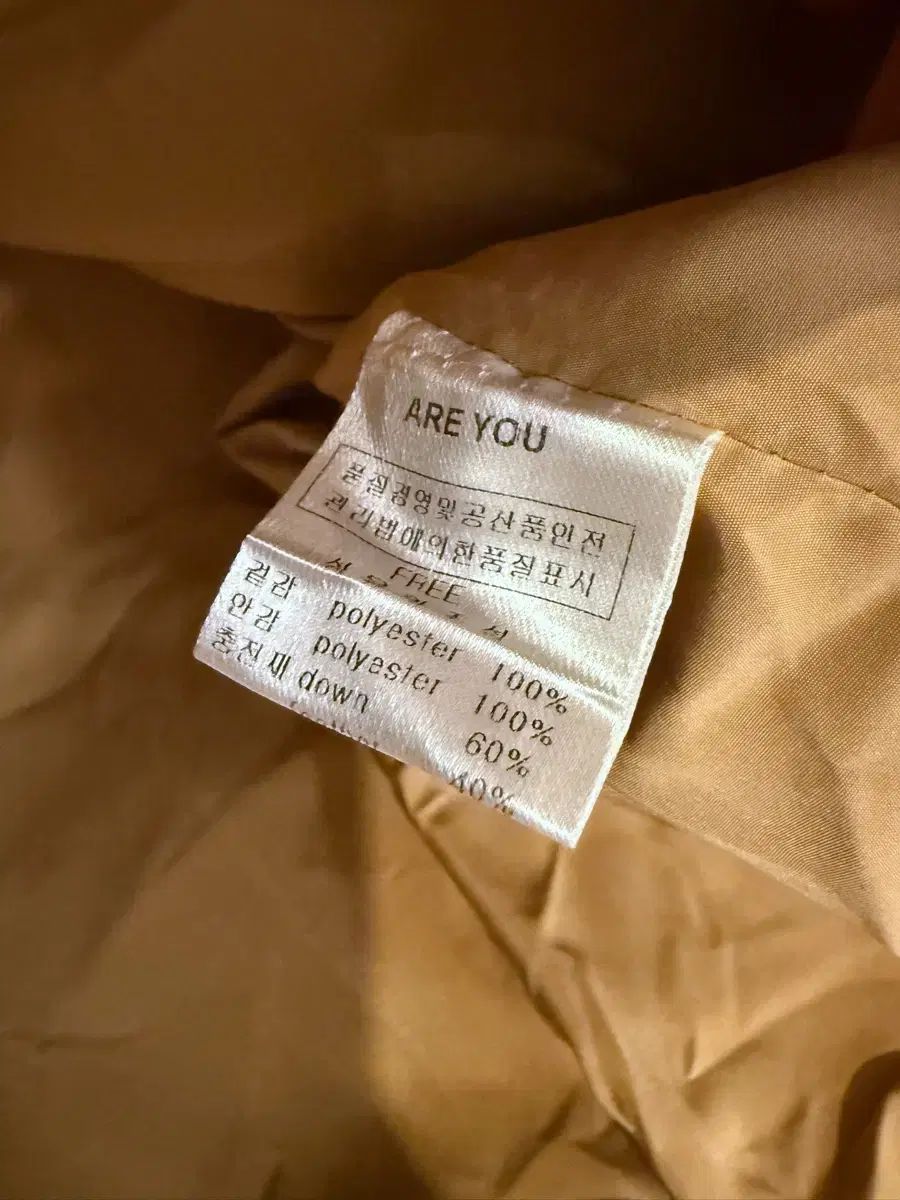 ARE YOU
품질경영및공산품안전
관리법에의한품질표시
FREE
겉감 polyester 100%
안감 polyester 100%
충전재 down 60%
40%